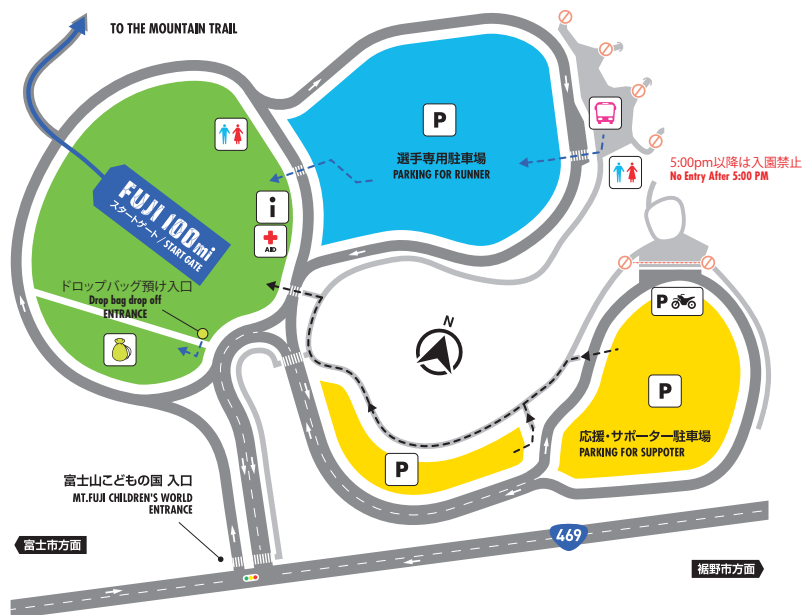 TO THE MOUNTAIN TRAIL
P
選手専用駐車場
PARKING FOR RUNNER
5:00pm以降は入園禁止
No Entry After 5:00 PM
FUJI 100mi
スタートゲート / START GATE
i
AID
ドロップバッグ預け入口
Drop bag drop off
ENTRANCE
N
P
P
応援・サポーター駐車場
PARKING FOR SUPPOTER
P
富士山こどもの国 入口
MT.FUJI CHILDREN'S WORLD
ENTRANCE
469
富士市方面
裾野市方面